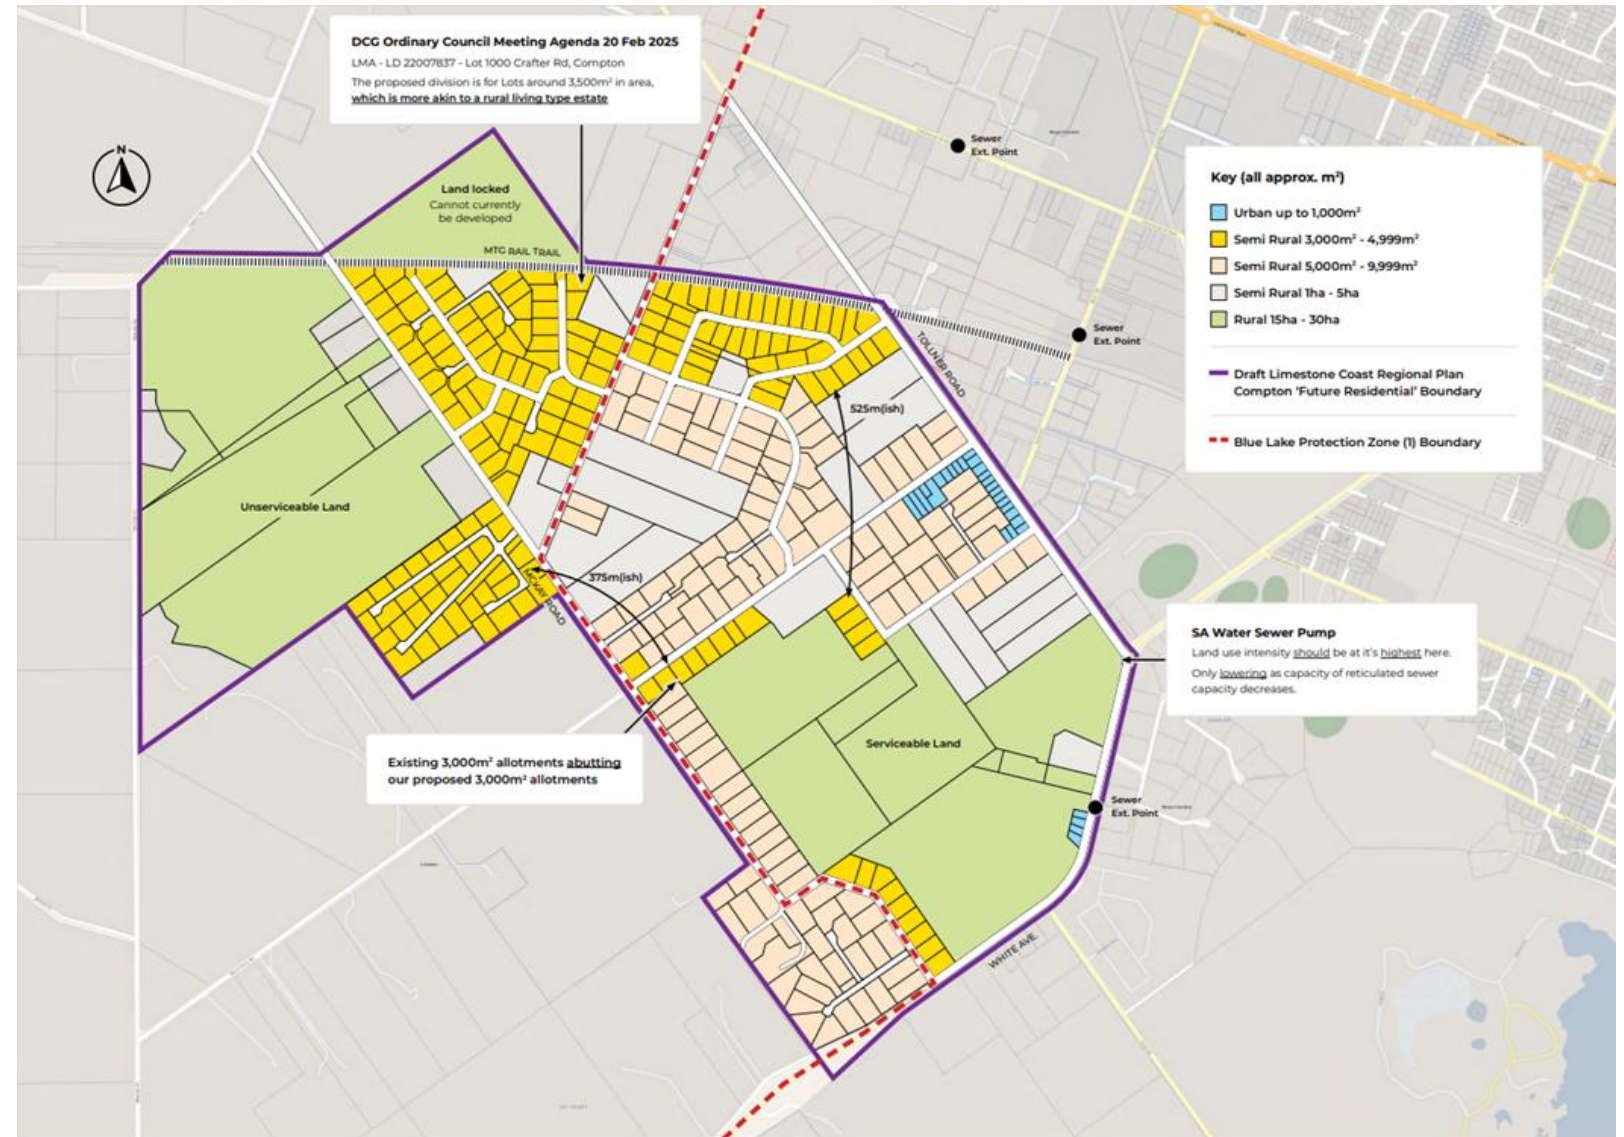 DCG Ordinary Council Meeting Agenda 20 Feb 2025
LMA - LD 22007837 - Lot 1000 Crafter Rd, Compton
The proposed division is for Lots around 3,500m² in area,
which is more akin to a rural living type estate
N
Land locked
Cannot currently
be developed
MTG RAIL TRAIL
Sewer
Ext. Point
Sewer
Ext. Point
TOLLNER ROAD
Key (all approx. m²)
Urban up to 1,000m²
Semi Rural 3,000m² - 4,999m²
Semi Rural 5,000m² - 9,999m²
Semi Rural 1ha - 5ha
Rural 15ha - 30ha
Draft Limestone Coast Regional Plan
Compton 'Future Residential' Boundary
Blue Lake Protection Zone (1) Boundary
525m(ish)
Unserviceable Land
375m(ish)
MCKAY ROAD
SA Water Sewer Pump
Land use intensity should be at it's highest here.
Only lowering as capacity of reticulated sewer
capacity decreases.
Existing 3,000m² allotments abutting
our proposed 3,000m² allotments
Serviceable Land
Sewer
Ext. Point
WHITE AVE.